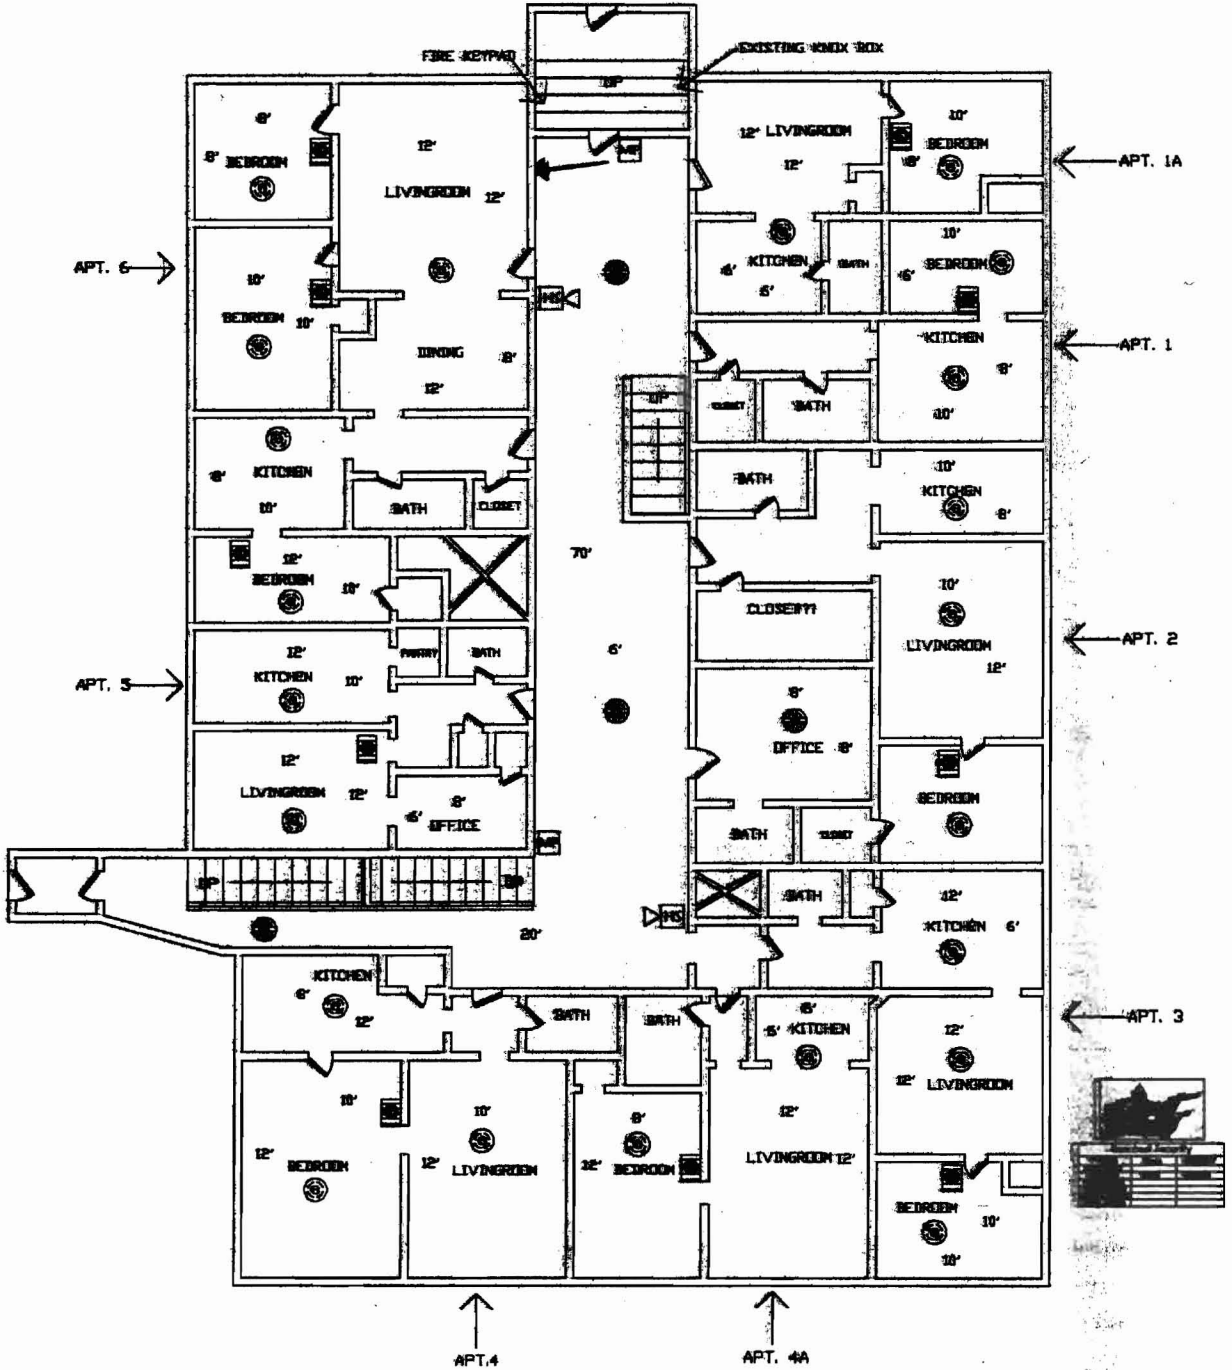 FIRE KEYPAD
EXISTING KNOX BOX
UP
8'
8'
BEDROOM
12'
LIVINGROOM
12'
12'
LIVINGROOM
12'
10'
8'
BEDROOM
APT. 1A
APT. 6
10'
BEDROOM
10'
KITCHEN
6'
6'
BATH
10'
6'
BEDROOM
HS
DINING
8'
12'
KITCHEN
8'
10'
APT. 1
UP
CLOSET
BATH
KITCHEN
8'
10'
BATH
CLOSET
BATH
10'
KITCHEN
8'
70'
12'
BEDROOM
10'
CLOSET??
10'
LIVINGROOM
12'
APT. 2
6'
12'
KITCHEN
10'
PANTRY
BATH
APT. 5
8'
OFFICE
8'
12'
LIVINGROOM
12'
8'
6'
OFFICE
BEDROOM
BATH
CLOSET
UP
BATH
12'
KITCHEN
6'
HS
20'
KITCHEN
6'
12'
BATH
BATH
6'
6'
KITCHEN
12'
12'
LIVINGROOM
APT. 3
10'
12'
BEDROOM
10'
12'
LIVINGROOM
8'
12'
BEDROOM
12'
LIVINGROOM
12'
BEDROOM
10'
10'
APT.4
APT. 4A